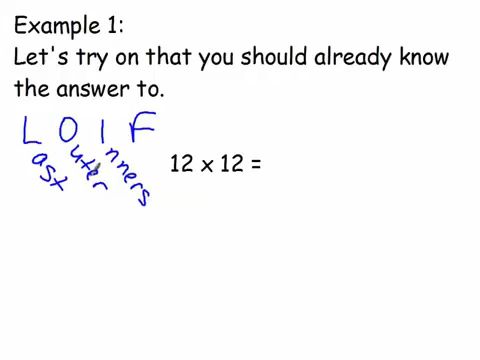 Example 1:
Let's try on that you should already know
the answer to.
L O I F
Last Outer Inners
12 x 12 =